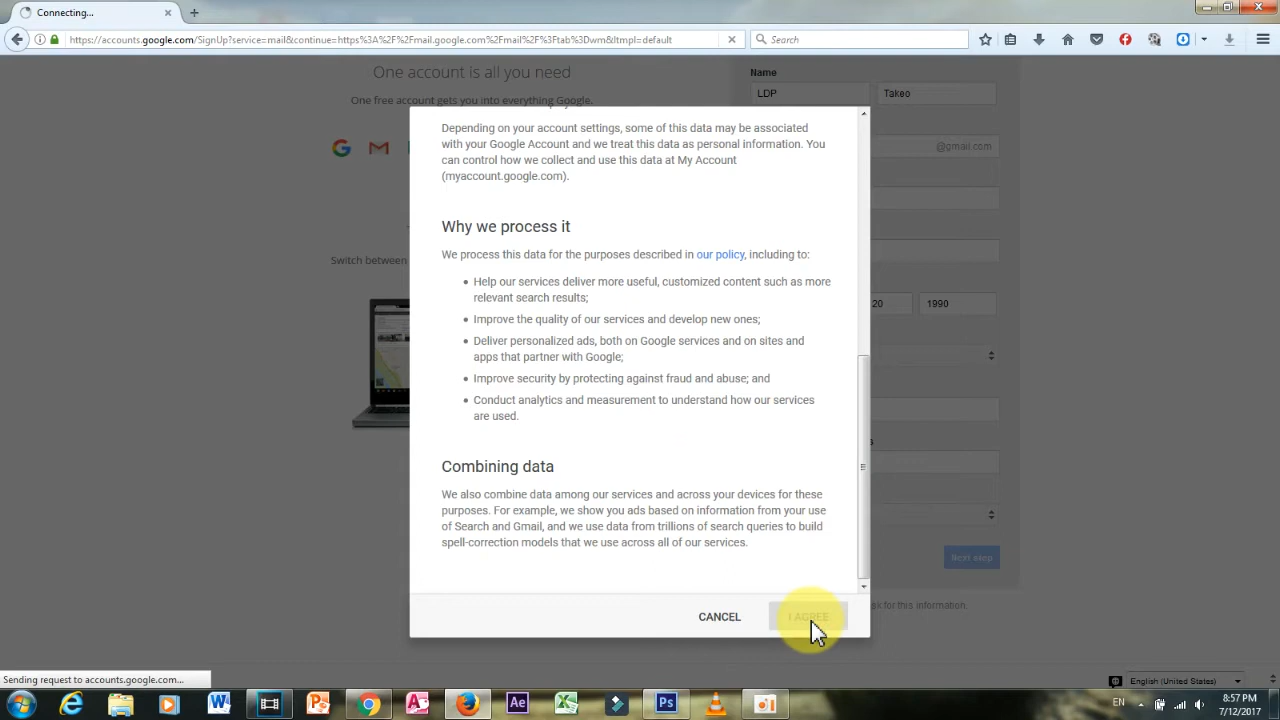 Connecting...
https://accounts.google.com/SignUp?service=mail&continue=https%3A%2F%2Fmail.google.com%2Fmail%2F%3Ftab%3Dwm&ltmpl=default
Search
One account is all you need
One free account gets you into everything Google.
Name
LDP
Takeo
@gmail.com
Switch between
20
1990
Depending on your account settings, some of this data may be associated
with your Google Account and we treat this data as personal information. You
can control how we collect and use this data at My Account
(myaccount.google.com).
Why we process it
We process this data for the purposes described in our policy, including to:
• Help our services deliver more useful, customized content such as more
relevant search results;
• Improve the quality of our services and develop new ones;
• Deliver personalized ads, both on Google services and on sites and
apps that partner with Google;
• Improve security by protecting against fraud and abuse; and
• Conduct analytics and measurement to understand how our services
are used.
Combining data
We also combine data among our services and across your devices for these
purposes. For example, we show you ads based on information from your use
of Search and Gmail, and we use data from trillions of search queries to build
spell-correction models that we use across all of our services.
Next step
for this information.
CANCEL
I AGREE
Sending request to accounts.google.com...
English (United States)
EN
8:57 PM
7/12/2017